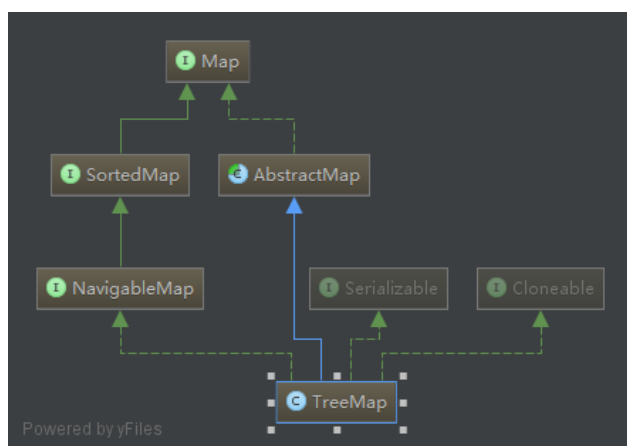 I Map
I SortedMap
C AbstractMap
I NavigableMap
I Serializable
I Cloneable
C TreeMap
Powered by yFiles